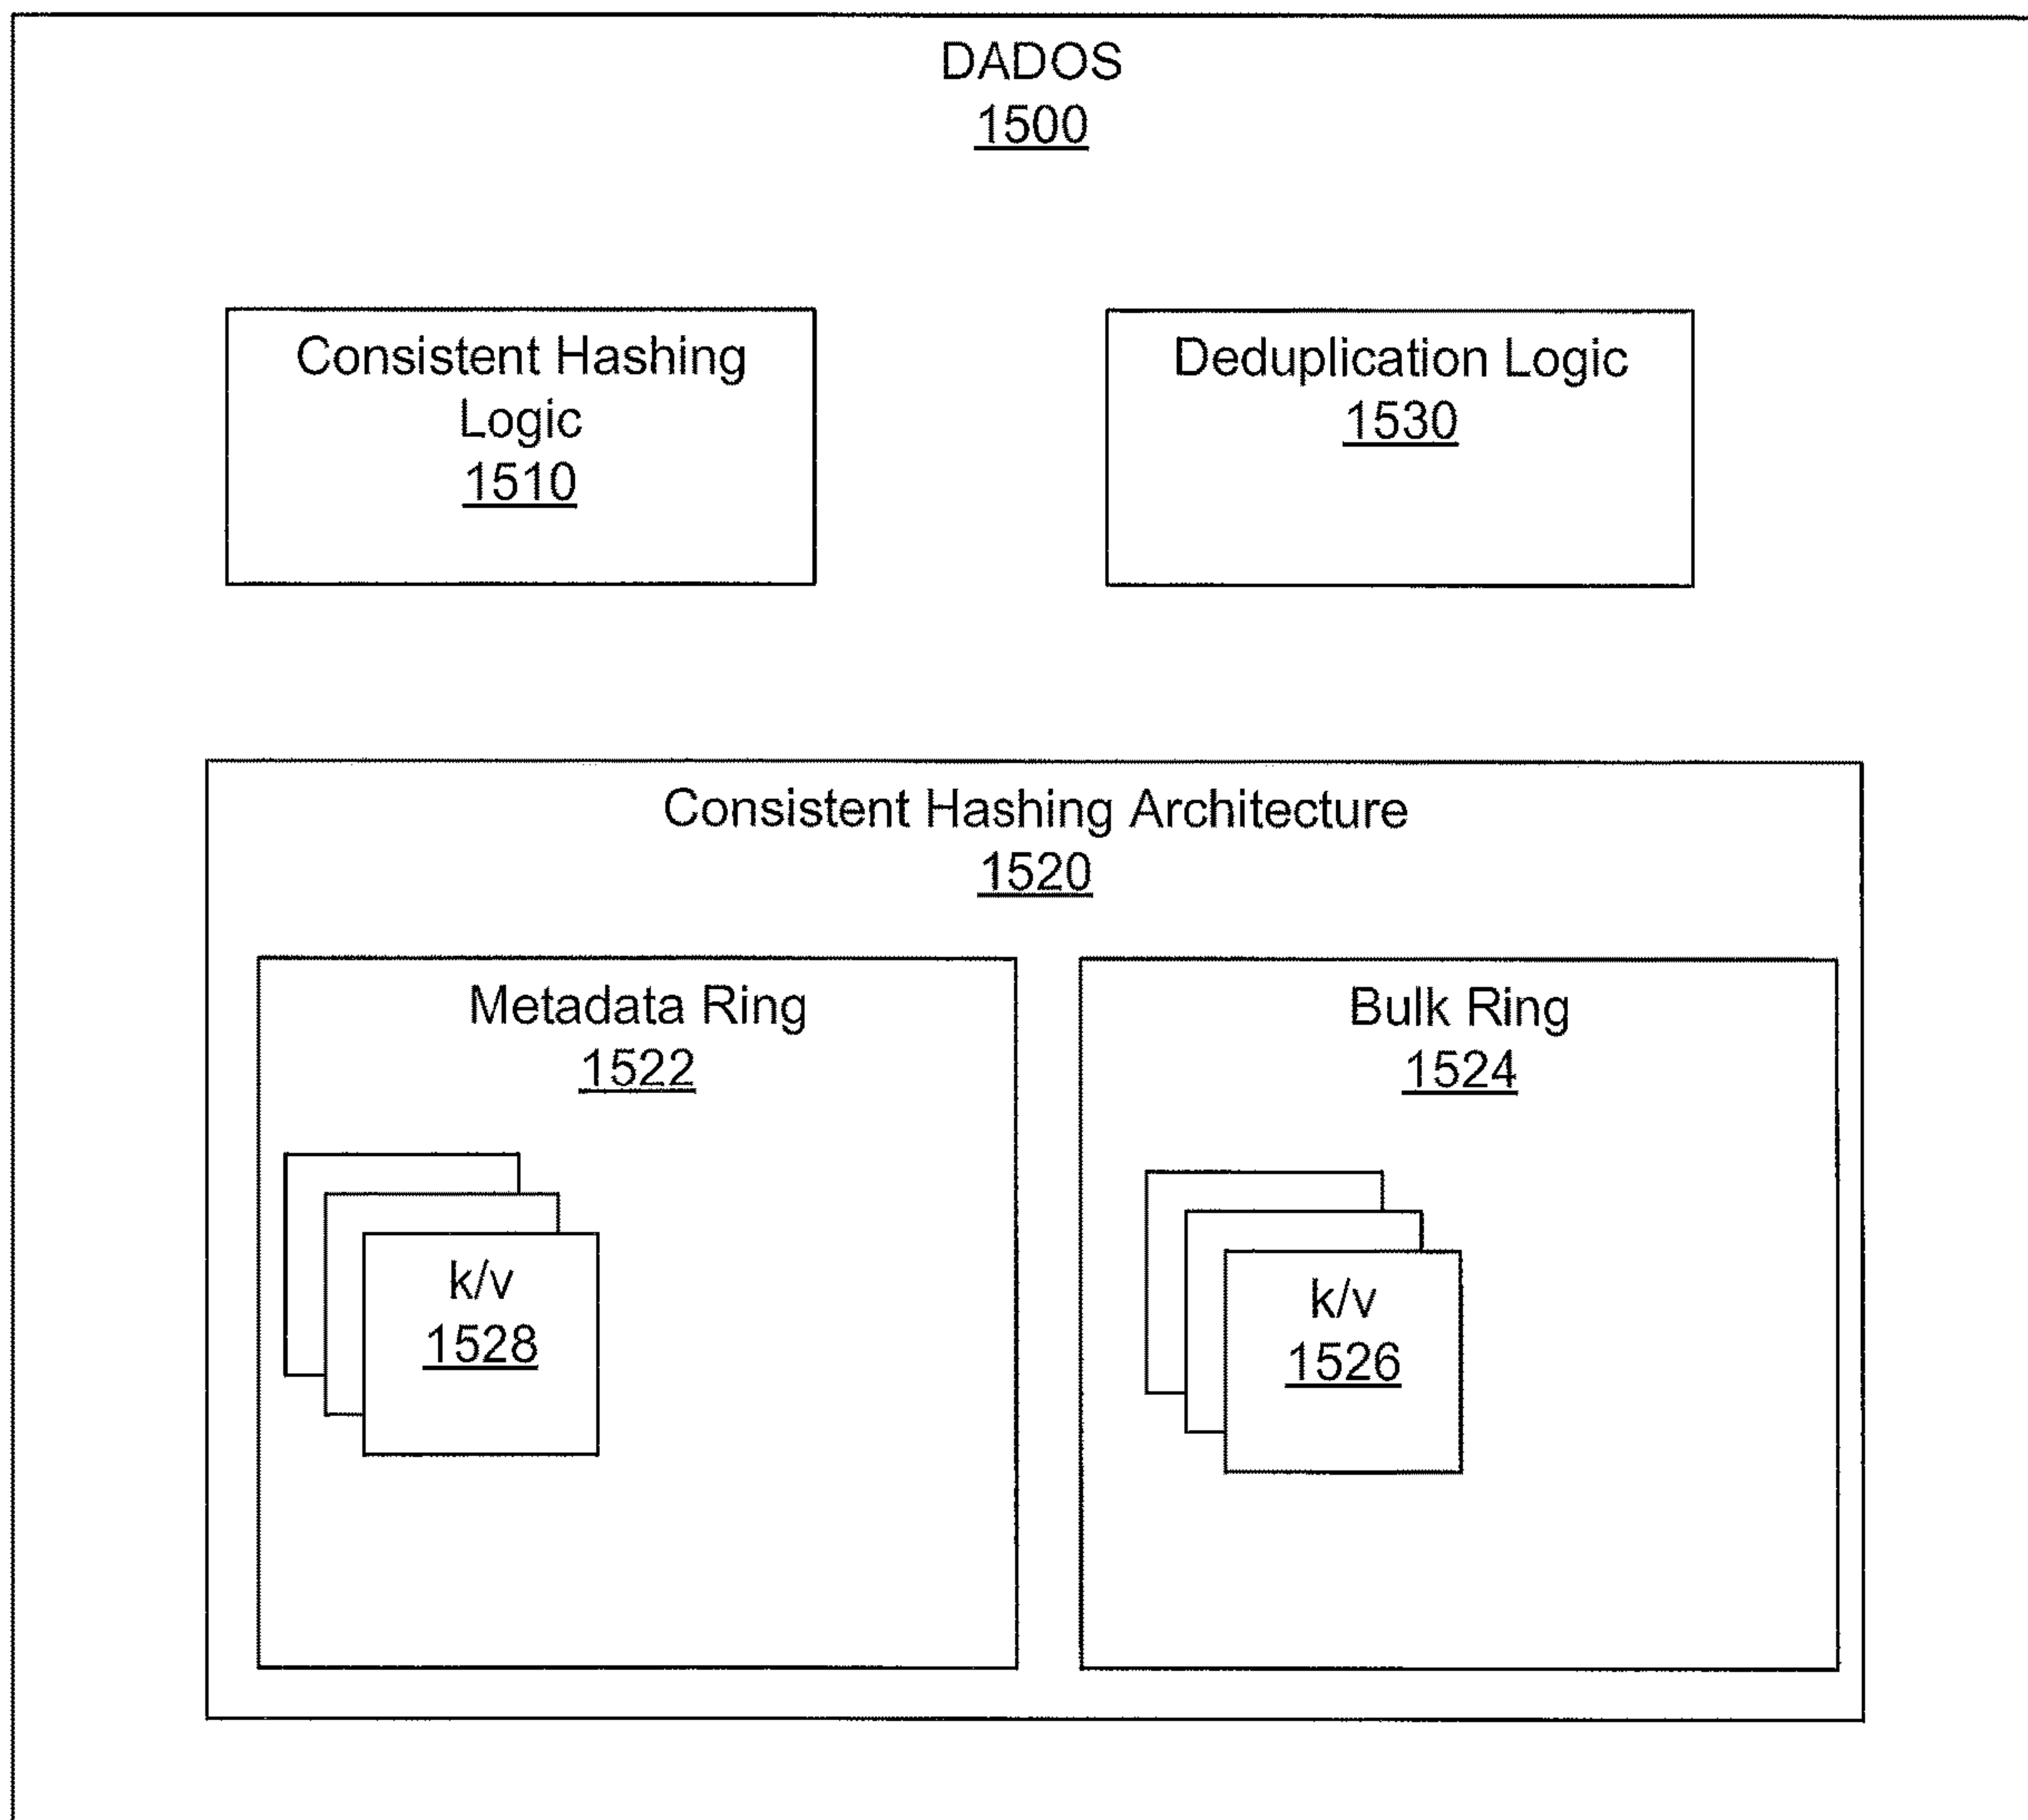 DADOS
1500
Consistent Hashing
Logic
1510
Deduplication Logic
1530
Consistent Hashing Architecture
1520
Metadata Ring
1522
k/v
1528
Bulk Ring
1524
k/v
1526